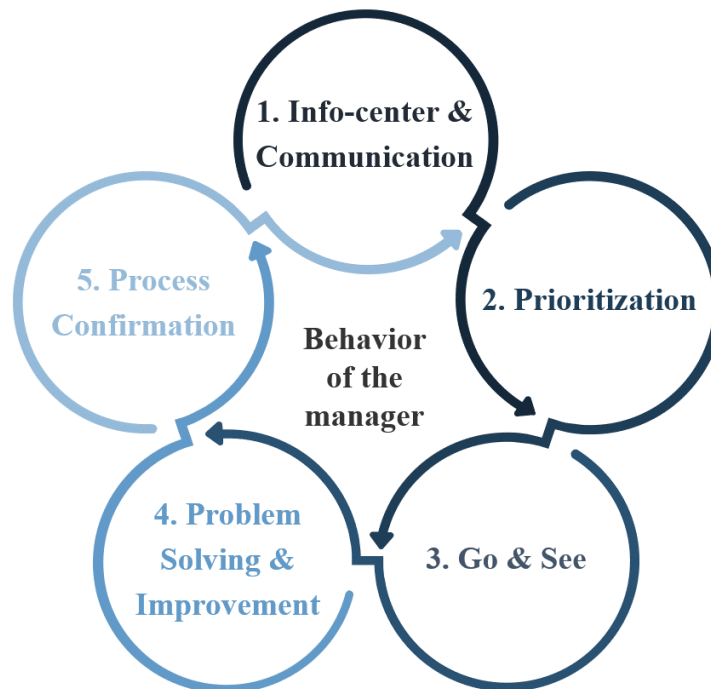 1. Info-center &
Communication
2. Prioritization
3. Go & See
4. Problem
Solving &
Improvement
5. Process
Confirmation
Behavior
of the
manager